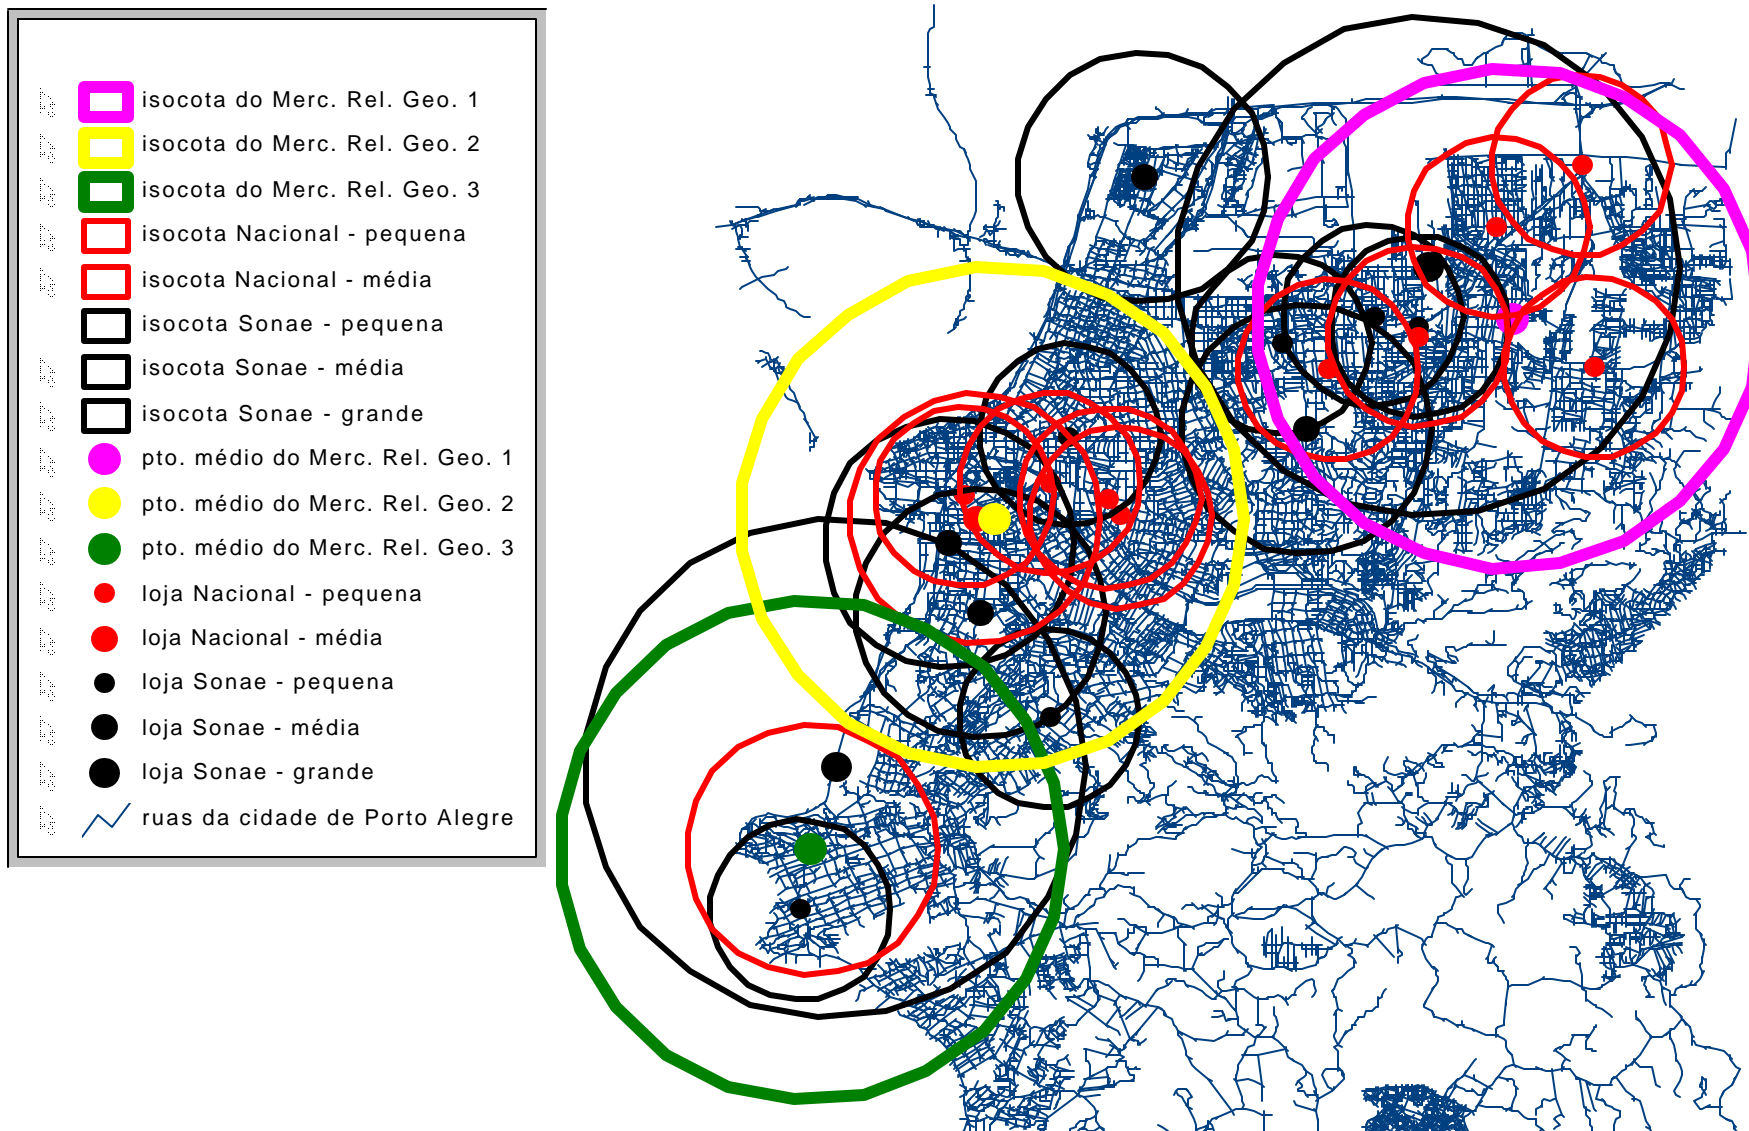 isocota do Merc. Rel. Geo. 1
isocota do Merc. Rel. Geo. 2
isocota do Merc. Rel. Geo. 3
isocota Nacional - pequena
isocota Nacional - média
isocota Sonae - pequena
isocota Sonae - média
isocota Sonae - grande
pto. médio do Merc. Rel. Geo. 1
pto. médio do Merc. Rel. Geo. 2
pto. médio do Merc. Rel. Geo. 3
loja Nacional - pequena
loja Nacional - média
loja Sonae - pequena
loja Sonae - média
loja Sonae - grande
ruas da cidade de Porto Alegre